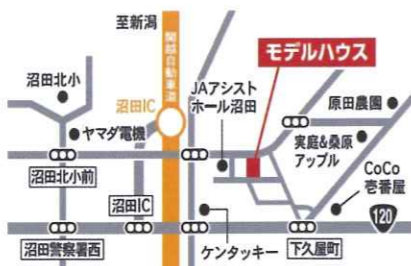 至新潟
関越自動車道
モデルハウス
沼田北小
沼田IC
JAアシスト
ホール沼田
原田農園
ヤマダ電機
実庭&桑原
アップル
沼田北小前
CoCo
壱番屋
沼田IC
120
沼田警察署西
ケンタッキー
下久屋町